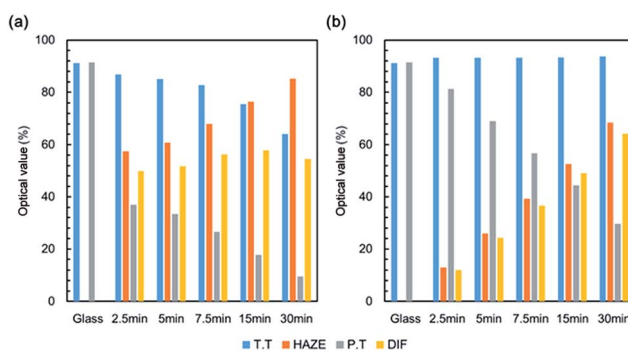 (a)
(b)
Optical value (%)
100
80
60
40
20
0
Glass 2.5min 5min 7.5min 15min 30min
Optical value (%)
100
80
60
40
20
0
Glass 2.5min 5min 7.5min 15min 30min
T.T HAZE P.T DIF